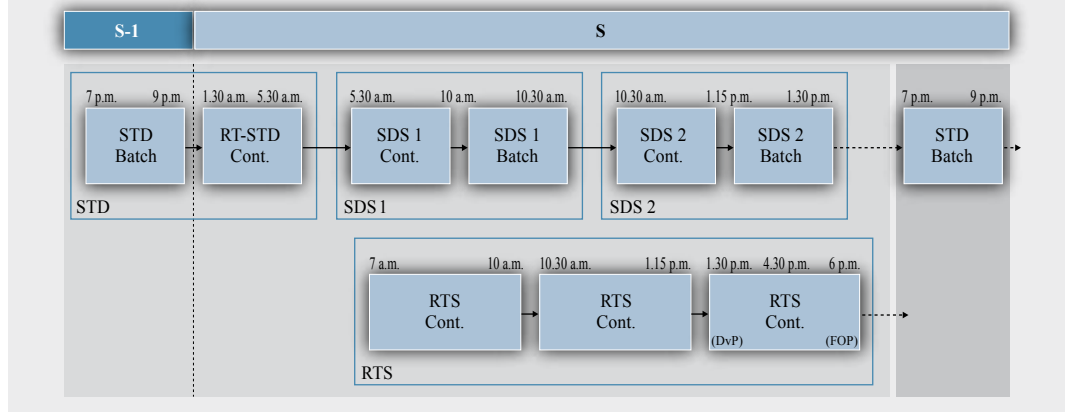 S-1
S
7 p.m. 9 p.m. 1.30 a.m. 5.30 a.m. 5.30 a.m. 10 a.m. 10.30 a.m. 10.30 a.m. 1.15 p.m. 1.30 p.m. 7 p.m. 9 p.m.
STD
Batch
RT-STD
Cont.
SDS 1
Cont.
SDS 1
Batch
SDS 2
Cont.
SDS 2
Batch
STD
Batch
STD
SDS 1
SDS 2
7 a.m. 10 a.m. 10.30 a.m. 1.15 p.m. 1.30 p.m. 4.30 p.m. 6 p.m.
RTS
Cont.
RTS
Cont.
RTS
Cont.
(DvP)
(FOP)
RTS